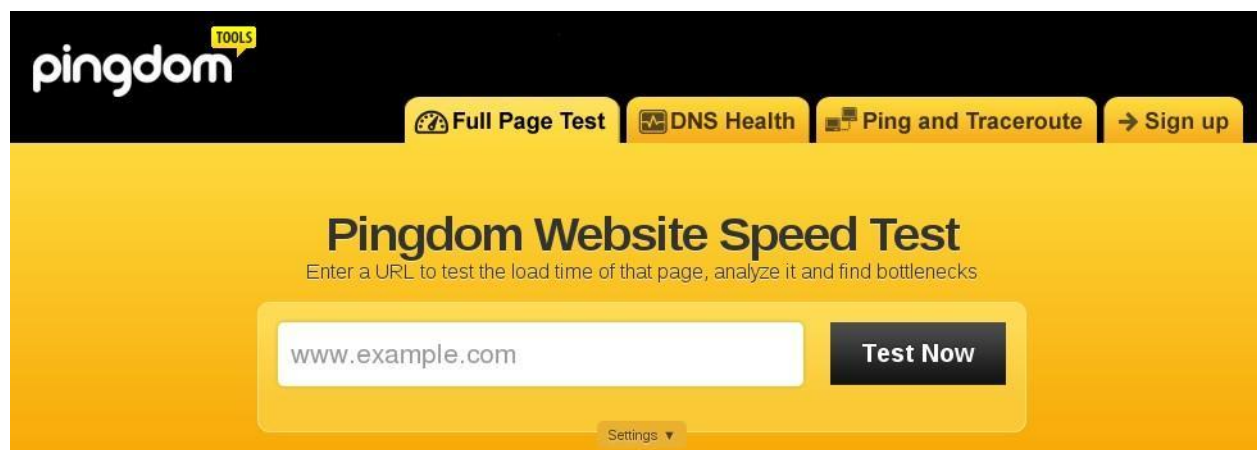 TOOLS
pingdom
Full Page Test DNS Health Ping and Traceroute → Sign up
Pingdom Website Speed Test
Enter a URL to test the load time of that page, analyze it and find bottlenecks
www.example.com Test Now
Settings ▼